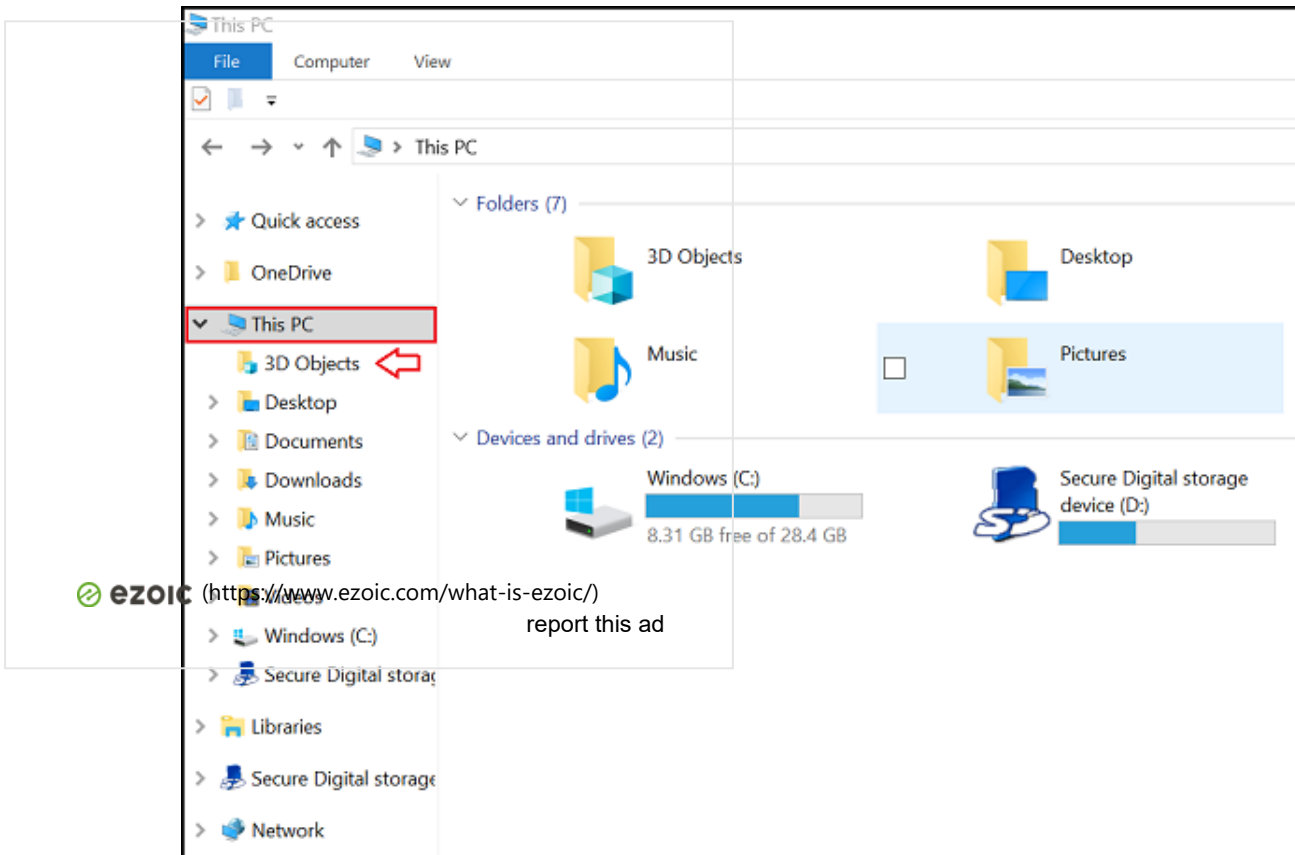 This PC
File Computer View
This PC
Quick access
OneDrive
This PC
3D Objects
Desktop
Documents
Downloads
Music
Pictures
Videos
Windows (C:)
Secure Digital storag
Libraries
Secure Digital storage
Network
Folders (7)
3D Objects
Desktop
Music
Pictures
Devices and drives (2)
Windows (C:)
8.31 GB free of 28.4 GB
Secure Digital storage
device (D:)
ezoic (https://www.ezoic.com/what-is-ezoic/)
report this ad